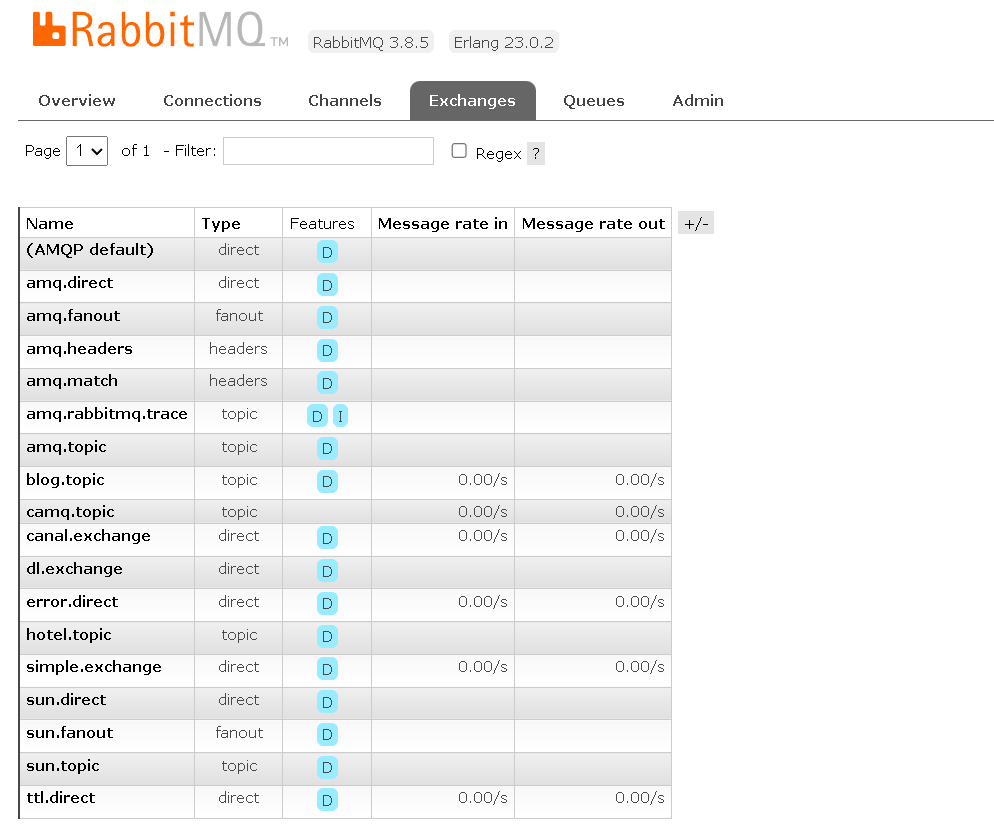 RabbitMQ TM RabbitMQ 3.8.5 Erlang 23.0.2
Overview Connections Channels Exchanges Queues Admin
Page 1 of 1 - Filter: Regex ?
Name Type Features Message rate in Message rate out +/-
(AMQP default) direct D
amq.direct direct D
amq.fanout fanout D
amq.headers headers D
amq.match headers D
amq.rabbitmq.trace topic D I
amq.topic topic D
blog.topic topic D 0.00/s 0.00/s
camq.topic topic 0.00/s 0.00/s
canal.exchange direct D 0.00/s 0.00/s
dl.exchange direct D
error.direct direct D 0.00/s 0.00/s
hotel.topic topic D
simple.exchange direct D 0.00/s 0.00/s
sun.direct direct D
sun.fanout fanout D
sun.topic topic D
ttl.direct direct D 0.00/s 0.00/s